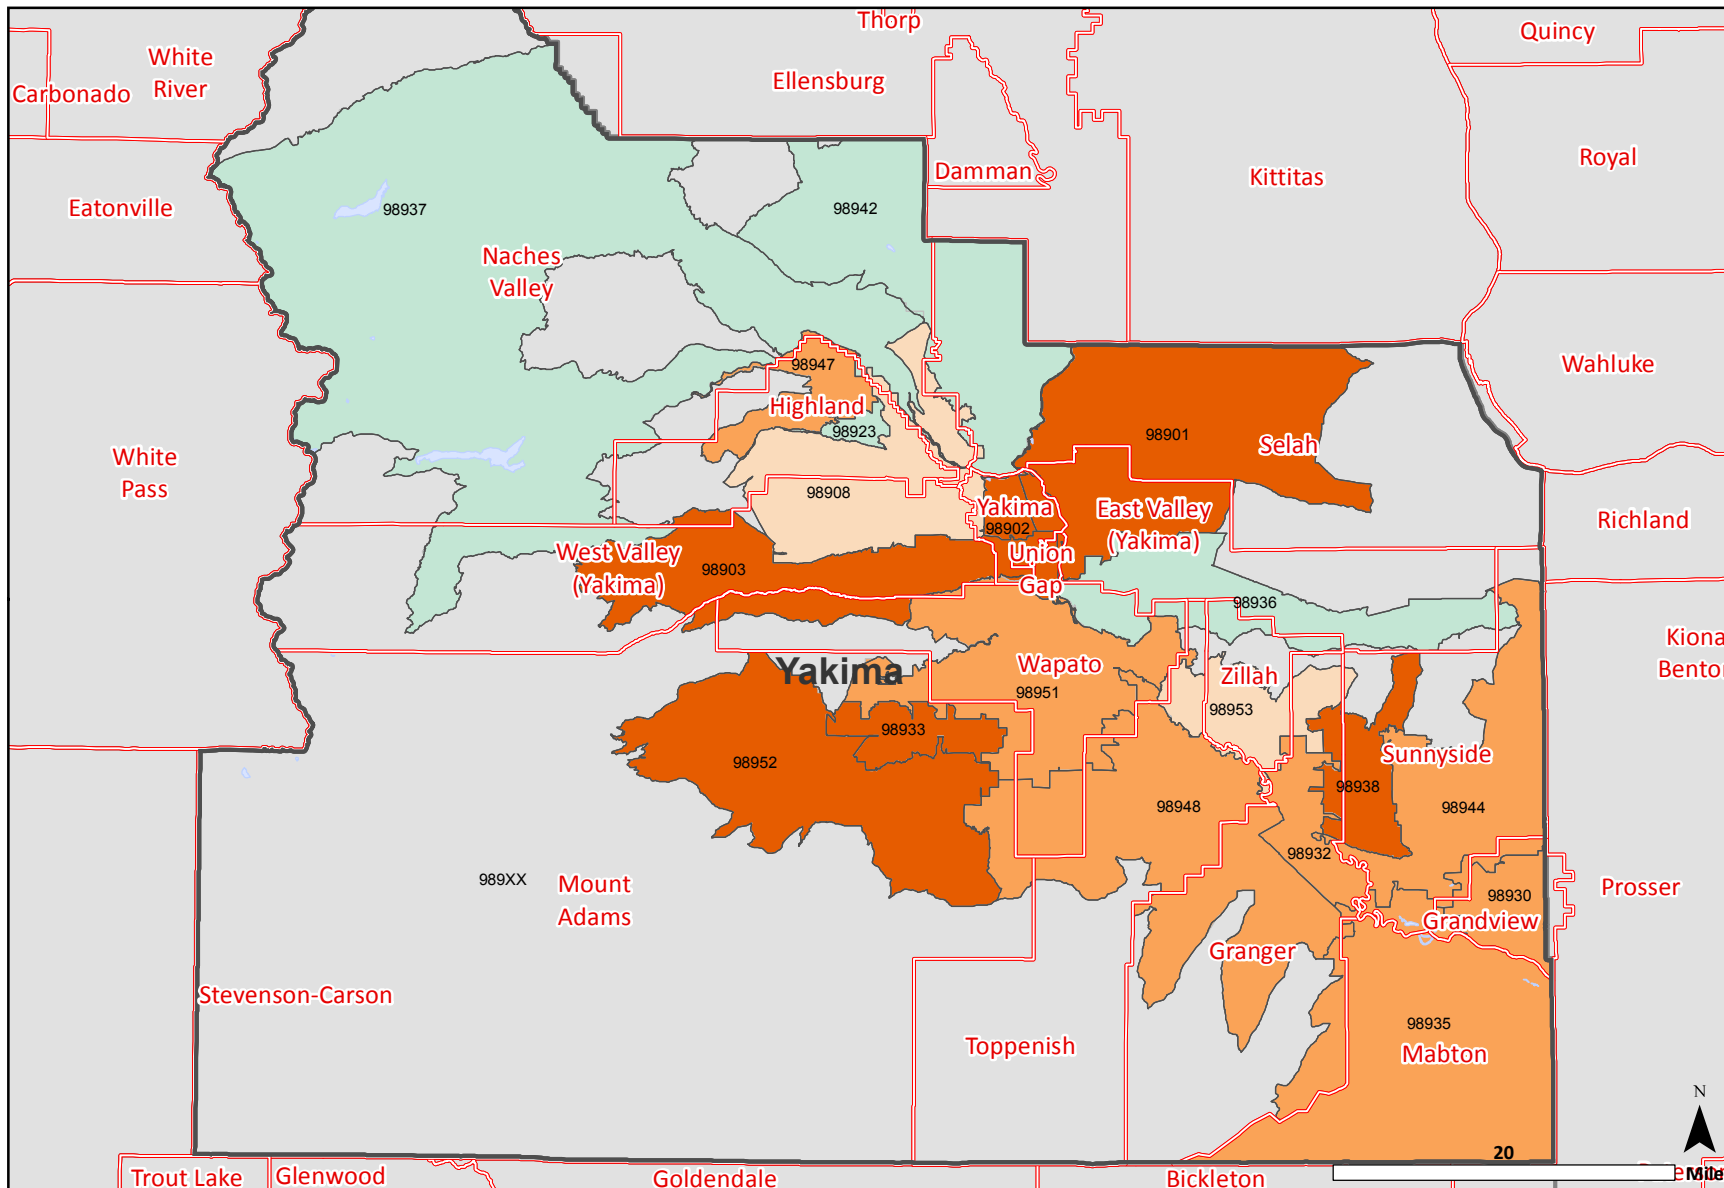 Thorp
Quincy
White
River
Ellensburg
Carbonado
Damman
Royal
Kittitas
Eatonville
98937
98942
Naches
Valley
Wahluke
98947
Highland
98923
98901
Selah
White
Pass
98908
Yakima
98902
East Valley
(Yakima)
Richland
West Valley
(Yakima)
98903
Union
Gap
98936
Kiona
Benton
Yakima
Wapato
98951
Zillah
98953
98933
98952
Sunnyside
98938
98944
98948
98932
989XX
Mount
Adams
98930
Grandview
Prosser
Granger
Stevenson-Carson
98935
Mabton
Toppenish
N
20
Mile
Trout Lake
Glenwood
Goldendale
Bickleton